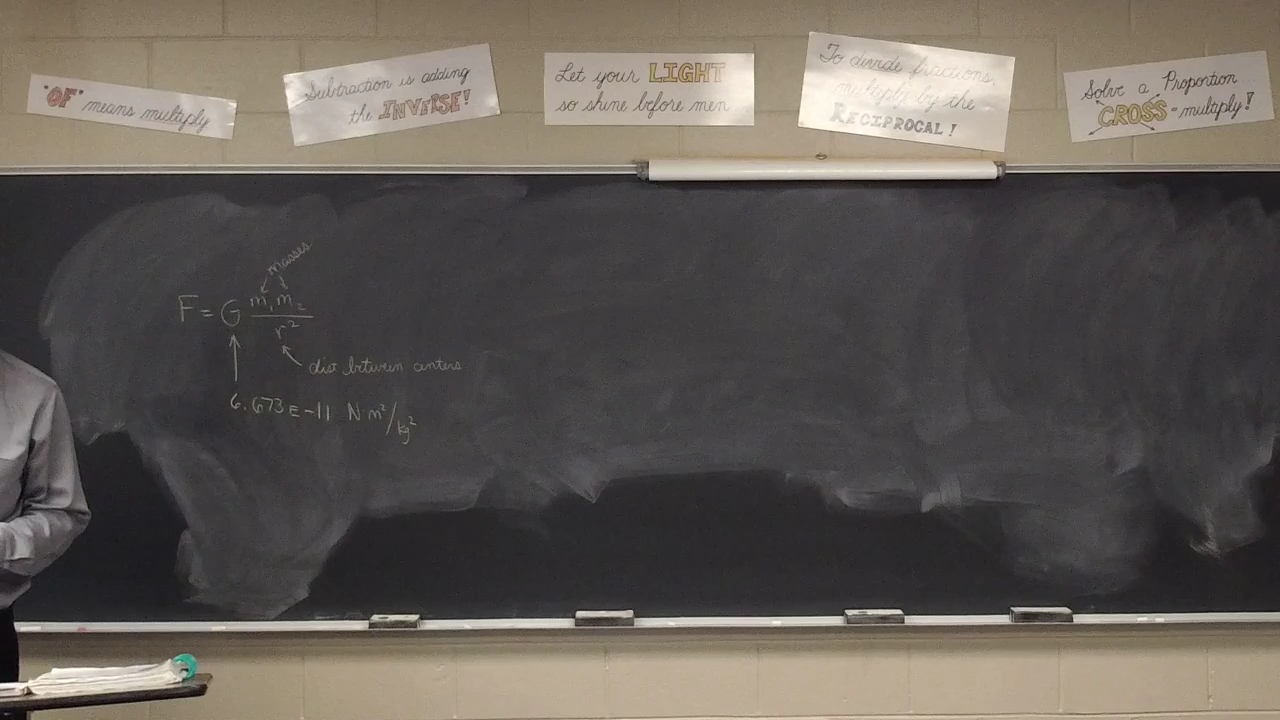 "OF" means multiply
Subtraction is adding
the INVERSE!
Let your LIGHT
so shine before men
To divide fractions,
multiply by the
RECIPROCAL!
Solve a Proportion
CROSS-multiply!
masses
F = G m₁m₂/r²
dist between centers
6.673E-11 N·m²/kg²